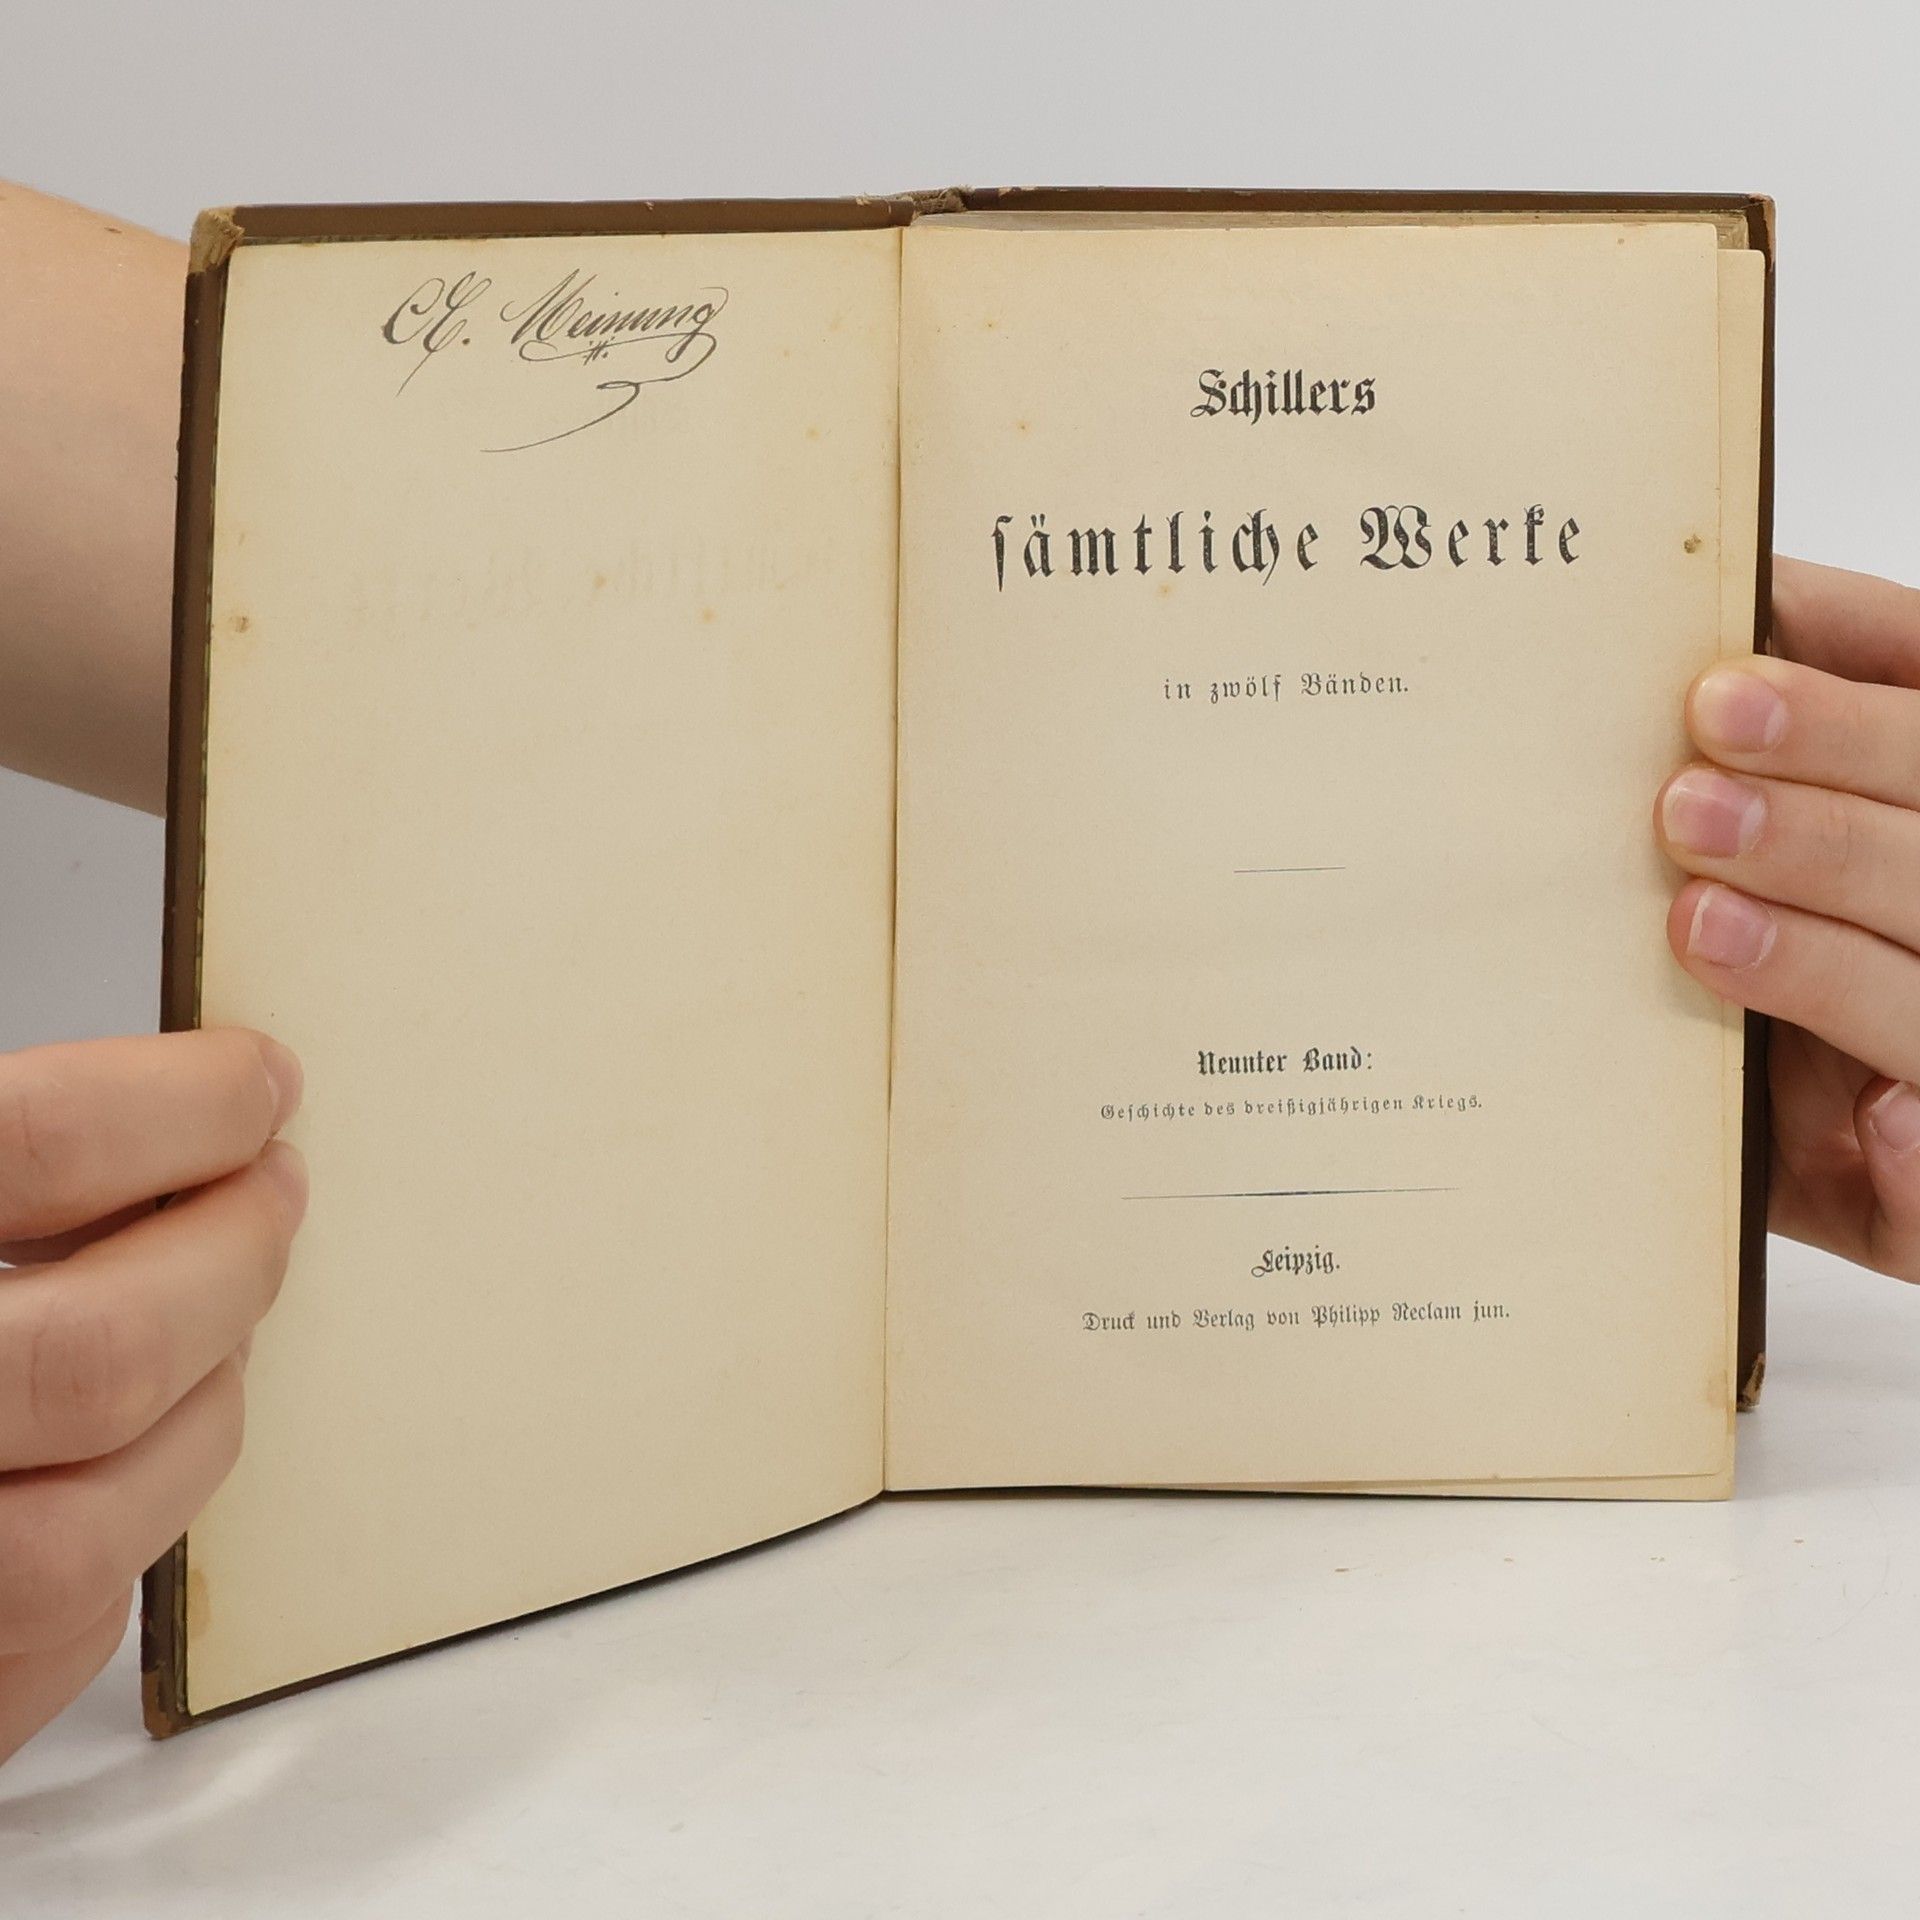 Meinung
Schillers
sämtliche Werke
in zwölf Bänden.
Neunter Band:
Geschichte des dreißigjährigen Kriegs.
Leipzig.
Druck und Verlag von Philipp Reclam jun.